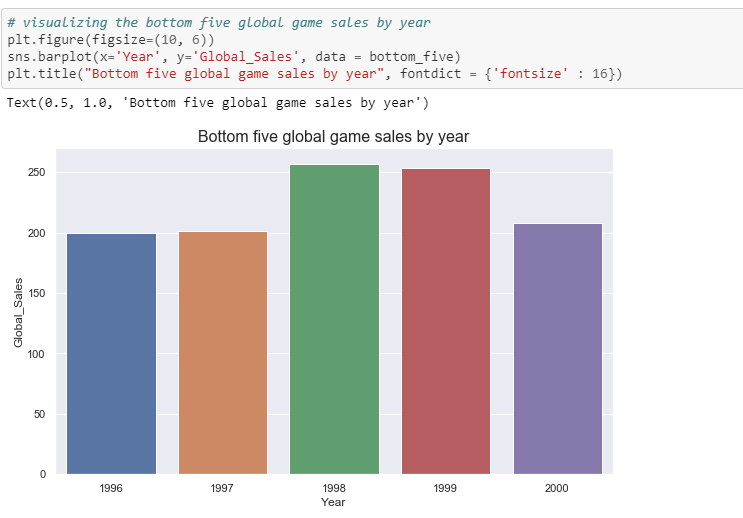 # visualizing the bottom five global game sales by year
plt.figure(figsize=(10, 6))
sns.barplot(x='Year', y='Global_Sales', data = bottom_five)
plt.title("Bottom five global game sales by year", fontdict = {'fontsize' : 16})
Text(0.5, 1.0, 'Bottom five global game sales by year')
Bottom five global game sales by year
250
200
150
100
50
0
Global_Sales
1996 1997 1998 1999 2000
Year